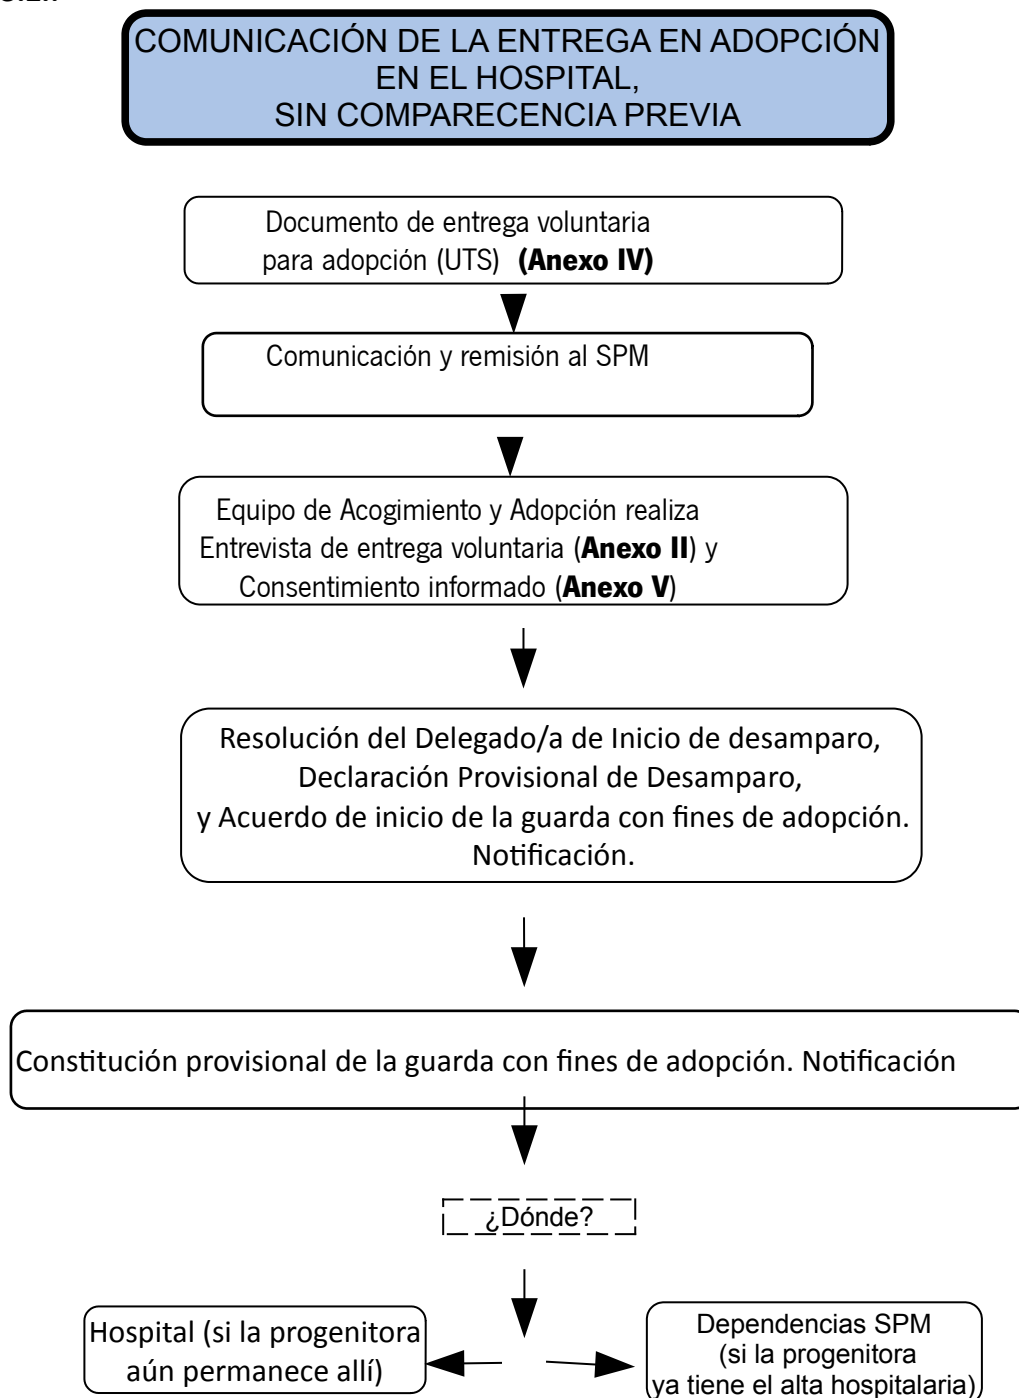 COMUNICACIÓN DE LA ENTREGA EN ADOPCIÓN
EN EL HOSPITAL,
SIN COMPARECENCIA PREVIA
Documento de entrega voluntaria
para adopción (UTS) (Anexo IV)
Comunicación y remisión al SPM
Equipo de Acogimiento y Adopción realiza
Entrevista de entrega voluntaria (Anexo II) y
Consentimiento informado (Anexo V)
Resolución del Delegado/a de Inicio de desamparo,
Declaración Provisional de Desamparo,
y Acuerdo de inicio de la guarda con fines de adopción.
Notificación.
Constitución provisional de la guarda con fines de adopción. Notificación
¿Dónde?
Hospital (si la progenitora
aún permanece allí)
Dependencias SPM
(si la progenitora
ya tiene el alta hospitalaria)